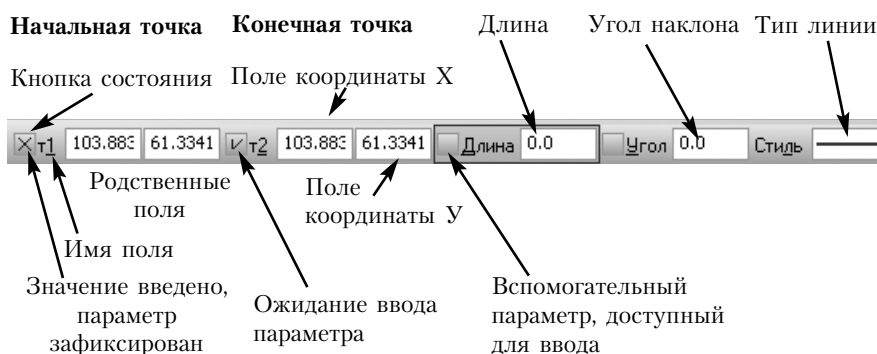 Начальная точка Конечная точка Длина Угол наклона Тип линии
Кнопка состояния Поле координаты X
т1 103.883 61.3341 т2 103.883 61.3341 Длина 0.0 Угол 0.0 Стиль
Родственные
поля
Поле
координаты У
Имя поля
Значение введено,
параметр
зафиксирован
Ожидание ввода
параметра
Вспомогательный
параметр, доступный
для ввода